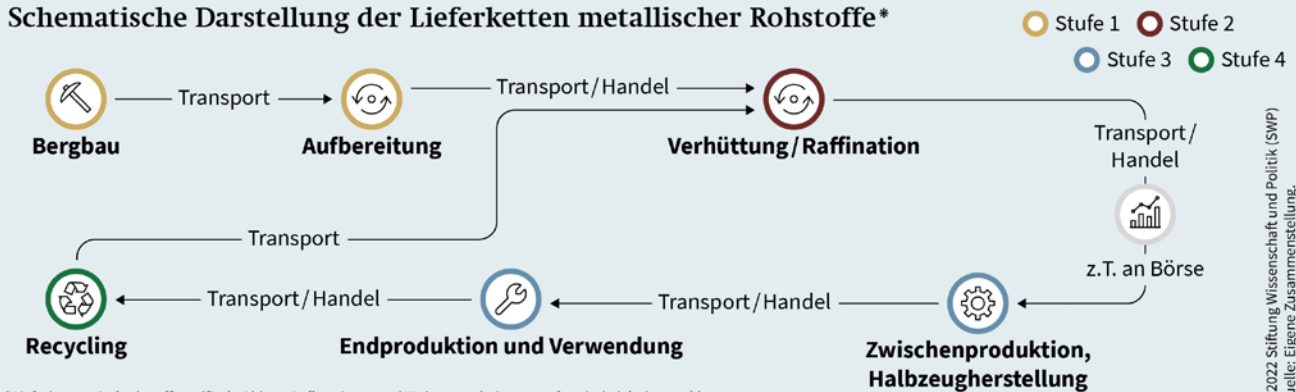 Schematische Darstellung der Lieferketten metallischer Rohstoffe*
Stufe 1
Stufe 2
Stufe 3
Stufe 4
Transport
Transport/Handel
Bergbau
Aufbereitung
Verhüttung/Raffination
Transport/
Handel
Transport
z.T. an Börse
Transport/Handel
Transport/Handel
Recycling
Endproduktion und Verwendung
Zwischenproduktion,
Halbzeugherstellung
2022 Stiftung Wissenschaft und Politik (SWP)
Eigene Zusammenstellung.